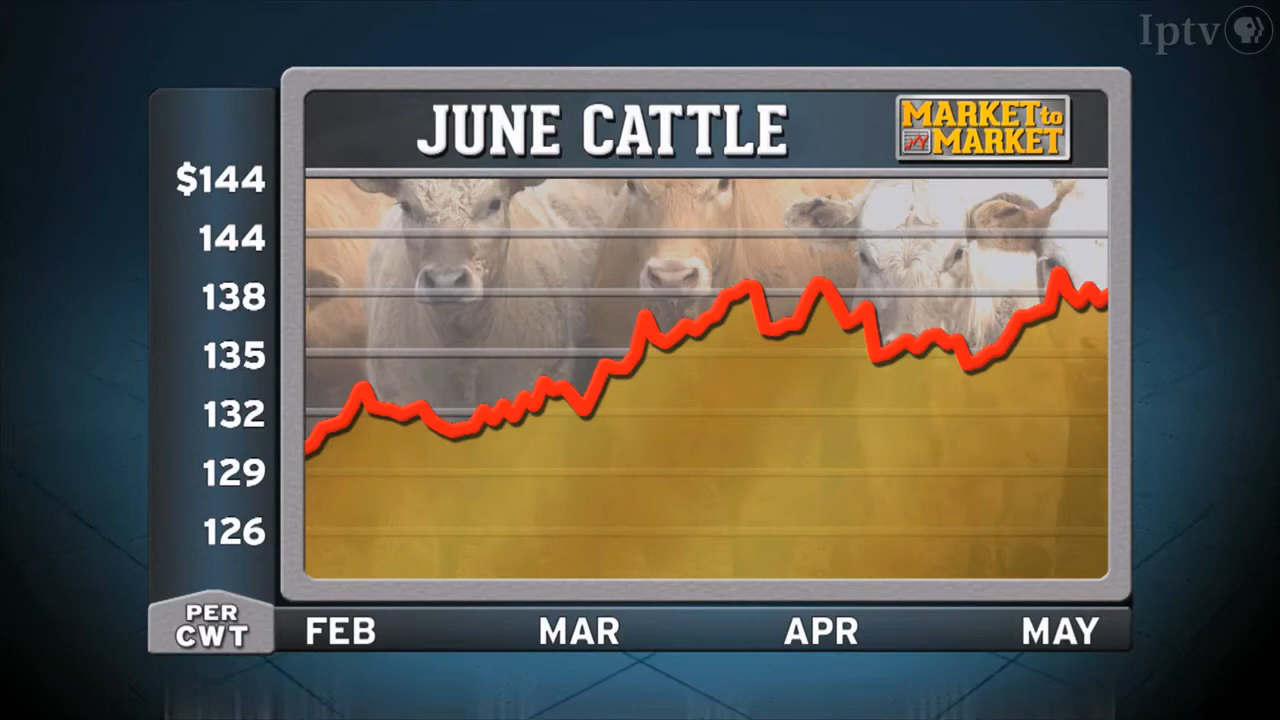 Iptv
JUNE CATTLE
MARKET to
MARKET
$144
144
138
135
132
129
126
PER
CWT
FEB MAR APR MAY